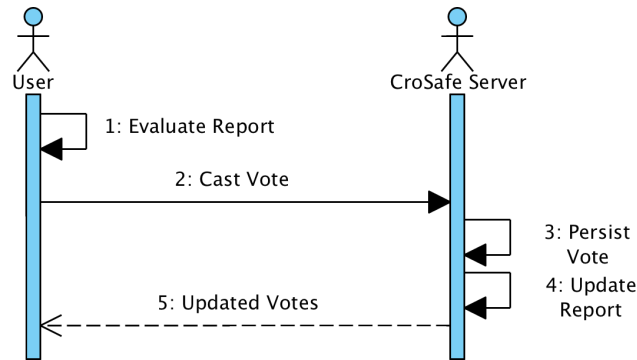 User
CroSafe Server
1: Evaluate Report
2: Cast Vote
3: Persist
Vote
4: Update
Report
5: Updated Votes